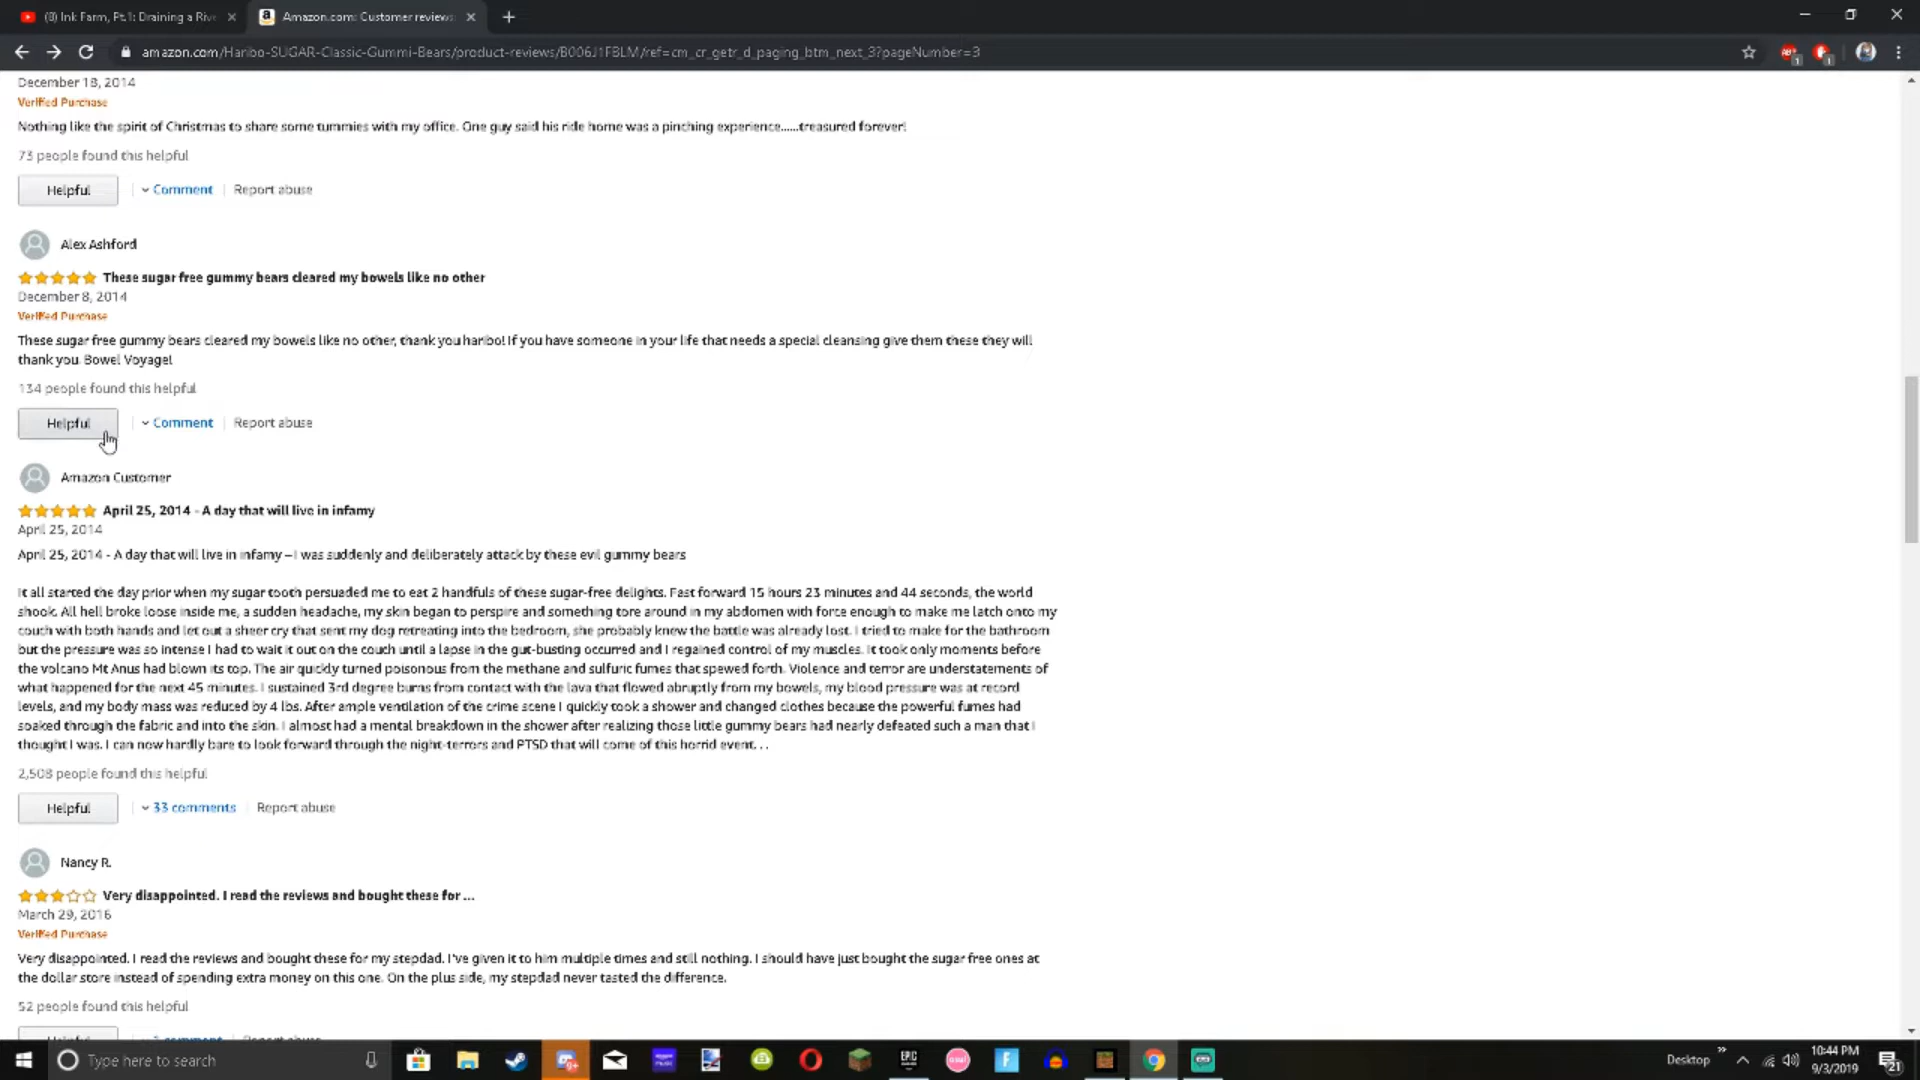 (8) Ink Farm, Pt.1: Draining a Rive
Amazon.com: Customer reviews:
amazon.com/Haribo-SUGAR-Classic-Gummi-Bears/product-reviews/B006J1FBLM/ref=cm_cr_getr_d_paging_btm_next_3?pageNumber=3
ABP
1
1
December 18, 2014
Verified Purchase
Nothing like the spirit of Christmas to share some tummies with my office. One guy said his ride home was a pinching experience......treasured forever!
73 people found this helpful
Helpful
Comment
Report abuse
Alex Ashford
These sugar free gummy bears cleared my bowels like no other
December 8, 2014
Verified Purchase
These sugar free gummy bears cleared my bowels like no other, thank you haribo! If you have someone in your life that needs a special cleansing give them these they will
thank you. Bowel Voyage!
134 people found this helpful
Helpful
Comment
Report abuse
Amazon Customer
April 25, 2014 - A day that will live in infamy
April 25, 2014
April 25, 2014 - A day that will live in infamy – I was suddenly and deliberately attack by these evil gummy bears
It all started the day prior when my sugar tooth persuaded me to eat 2 handfuls of these sugar-free delights. Fast forward 15 hours 23 minutes and 44 seconds, the world
shook. All hell broke loose inside me, a sudden headache, my skin began to perspire and something tore around in my abdomen with force enough to make me latch onto my
couch with both hands and let out a sheer cry that sent my dog retreating into the bedroom, she probably knew the battle was already lost. I tried to make for the bathroom
but the pressure was so intense I had to wait it out on the couch until a lapse in the gut-busting occurred and I regained control of my muscles. It took only moments before
the volcano Mt Anus had blown its top. The air quickly turned poisonous from the methane and sulfuric fumes that spewed forth. Violence and terror are understatements of
what happened for the next 45 minutes. I sustained 3rd degree burns from contact with the lava that flowed abruptly from my bowels, my blood pressure was at record
levels, and my body mass was reduced by 4 lbs. After ample ventilation of the crime scene I quickly took a shower and changed clothes because the powerful fumes had
soaked through the fabric and into the skin. I almost had a mental breakdown in the shower after realizing those little gummy bears had nearly defeated such a man that I
thought I was. I can now hardly bare to look forward through the night-terrors and PTSD that will come of this horrid event. . .
2,508 people found this helpful
Helpful
33 comments
Report abuse
Nancy R.
Very disappointed. I read the reviews and bought these for ...
March 29, 2016
Verified Purchase
Very disappointed. I read the reviews and bought these for my stepdad. I've given it to him multiple times and still nothing. I should have just bought the sugar free ones at
the dollar store instead of spending extra money on this one. On the plus side, my stepdad never tasted the difference.
52 people found this helpful
Helpful
Report abuse
Type here to search
9+
EPIC
osu!
Desktop
10:44 PM
9/3/2019
21